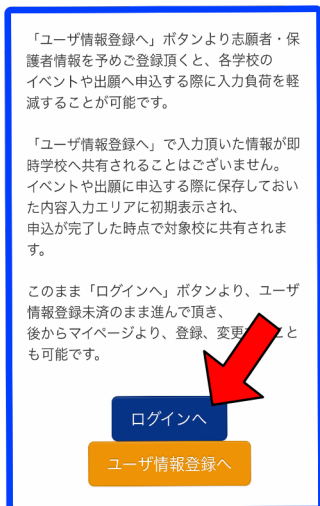 「ユーザ情報登録へ」ボタンより志願者・保
護者情報を予めご登録頂くと、各学校の
イベントや出願へ申込する際に入力負荷を軽
減することが可能です。
「ユーザ情報登録へ」で入力頂いた情報が即
時学校へ共有されることはございません。
イベントや出願に申込する際に保存しておい
た内容入力エリアに初期表示され、
申込が完了した時点で対象校に共有されま
す。
このまま「ログインへ」ボタンより、ユーザ
情報登録未済のまま進んで頂き、
後からマイページより、登録、変更 こと
も可能です。
ログインへ
ユーザ情報登録へ